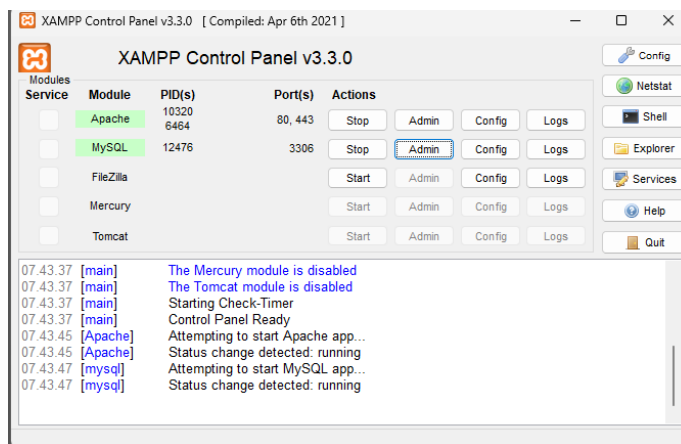 XAMPP Control Panel v3.3.0 [ Compiled: Apr 6th 2021 ]
XAMPP Control Panel v3.3.0
Config
Modules
Service Module PID(s) Port(s) Actions
Netstat
Apache 10320 6464 80, 443 Stop Admin Config Logs
Shell
MySQL 12476 3306 Stop Admin Config Logs
Explorer
FileZilla Start Admin Config Logs
Services
Mercury Start Admin Config Logs
Help
Tomcat Start Admin Config Logs
Quit
07.43.37 [main] The Mercury module is disabled
07.43.37 [main] The Tomcat module is disabled
07.43.37 [main] Starting Check-Timer
07.43.37 [main] Control Panel Ready
07.43.45 [Apache] Attempting to start Apache app...
07.43.45 [Apache] Status change detected: running
07.43.47 [mysql] Attempting to start MySQL app...
07.43.47 [mysql] Status change detected: running